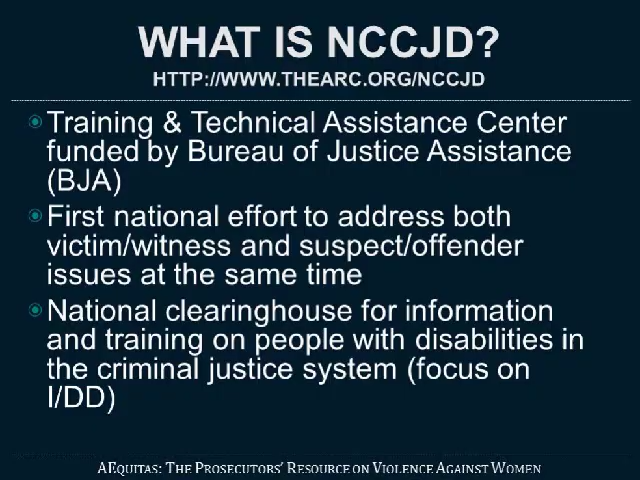 WHAT IS NCCJD?
HTTP://WWW.THEARC.ORG/NCCJD
Training & Technical Assistance Center
funded by Bureau of Justice Assistance
(BJA)
First national effort to address both
victim/witness and suspect/offender
issues at the same time
National clearinghouse for information
and training on people with disabilities in
the criminal justice system (focus on
I/DD)
AEQUITAS: THE PROSECUTORS’ RESOURCE ON VIOLENCE AGAINST WOMEN